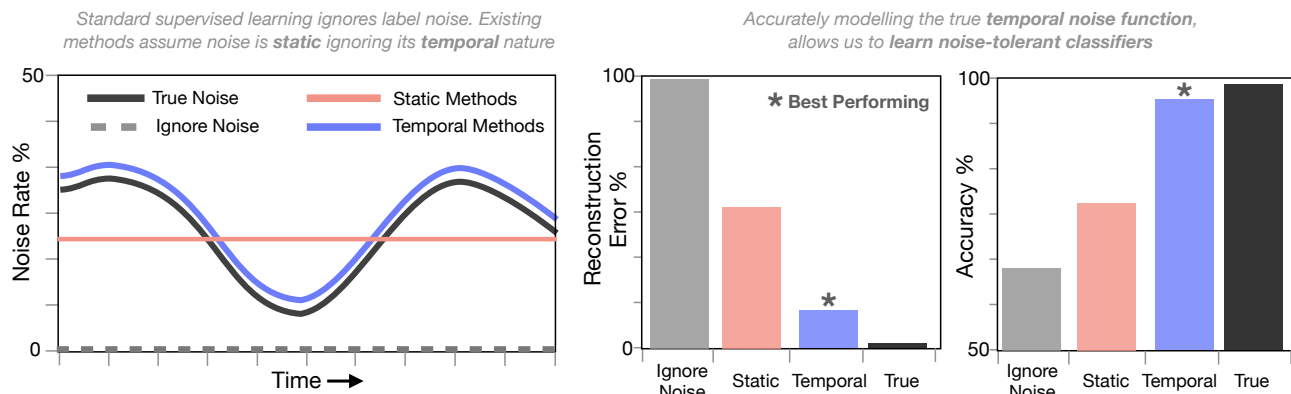 Standard supervised learning ignores label noise. Existing
methods assume noise is static ignoring its temporal nature
50
True Noise
Static Methods
Ignore Noise
Temporal Methods
Noise Rate %
0
Time
Accurately modelling the true temporal noise function,
allows us to learn noise-tolerant classifiers
100
* Best Performing
Reconstruction
Error %
*
0
Ignore
Noise
Static
Temporal
True
100
*
Accuracy %
50
Ignore
Noise
Static
Temporal
True